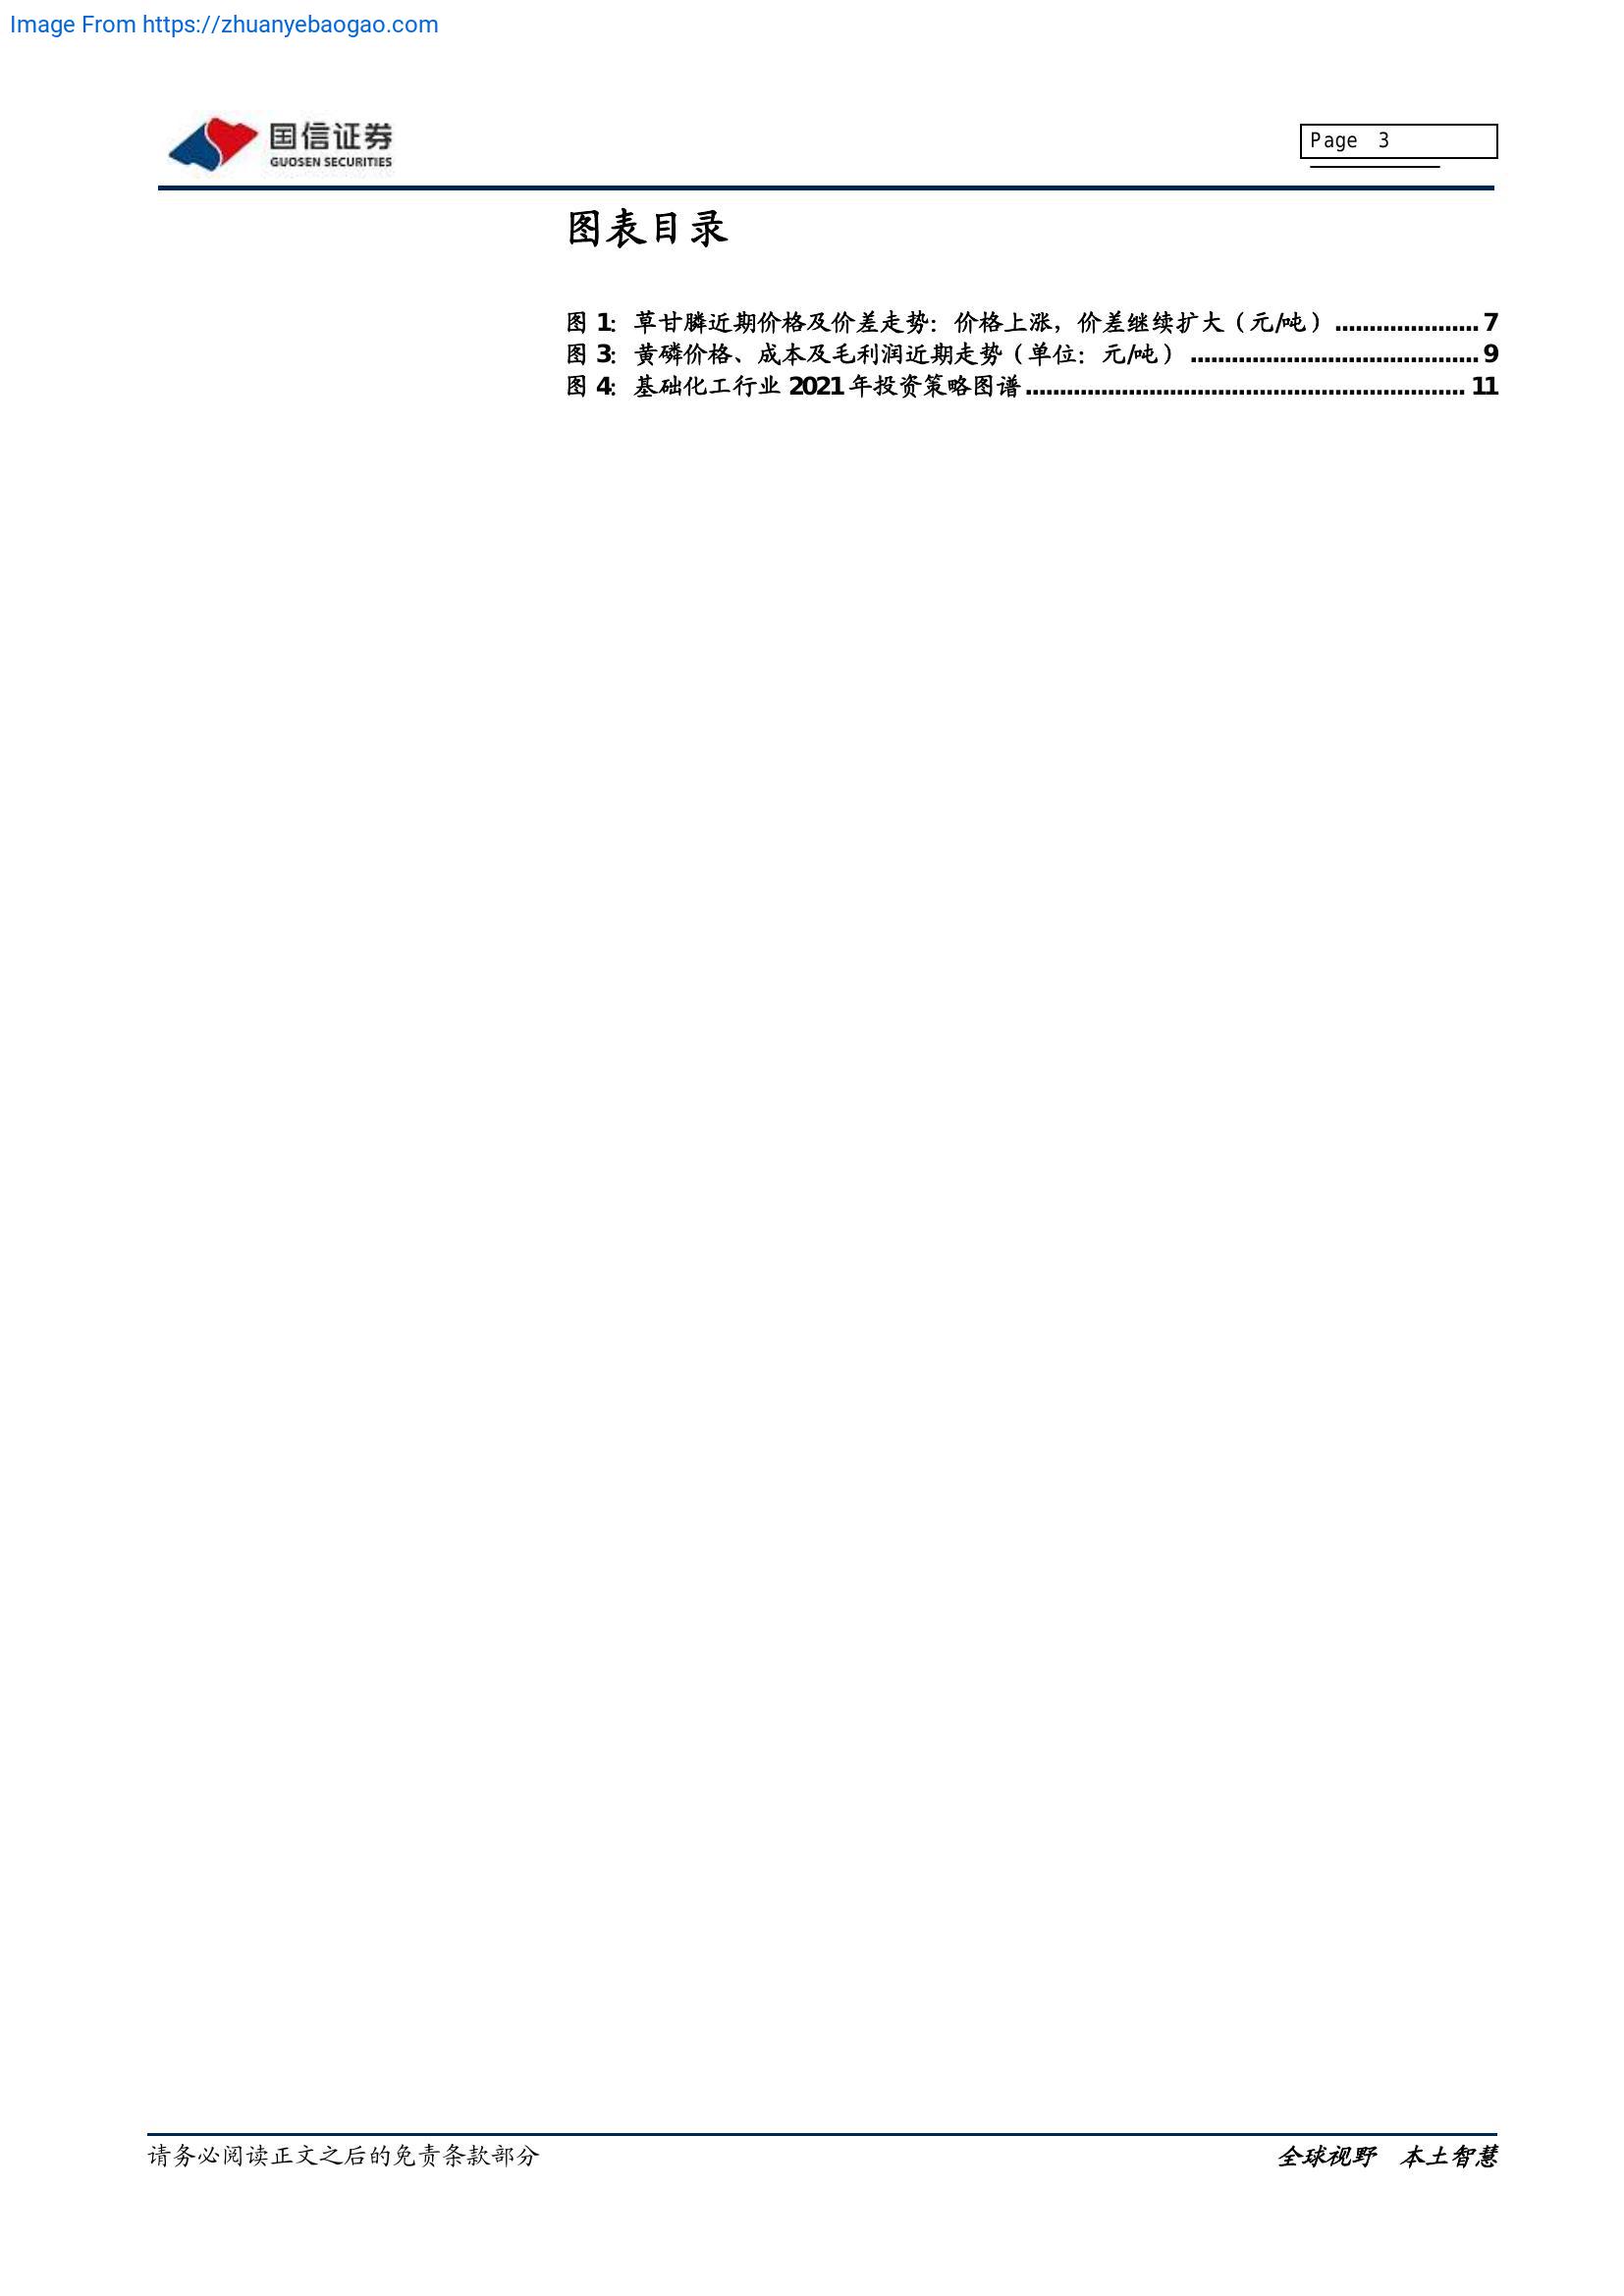 Image From https://zhuanyebaogao.com
国信证券
GUOSEN SECURITIES
Page 3
图表目录
图 1: 草甘膦近期价格及价差走势：价格上涨，价差继续扩大（元/吨）..................... 7
图 3: 黄磷价格、成本及毛利润近期走势（单位：元/吨）.......................................... 9
图 4: 基础化工行业 2021 年投资策略图谱................................................................ 11
请务必阅读正文之后的免责条款部分
全球视野 本土智慧